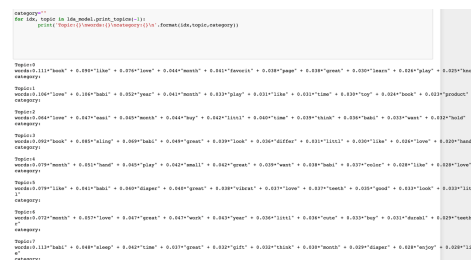 category=""
for idx, topic in lda_model.print_topics(-1):
print('Topic:{}\nwords:{}\ncategory:{}\n'.format(idx,topic,category))
Topic:0
words:0.111*"book" + 0.090*"like" + 0.076*"love" + 0.044*"month" + 0.041*"favorit" + 0.038*"page" + 0.038*"great" + 0.030*"learn" + 0.026*"play" + 0.025*
category:
Topic:1
words:0.106*"love" + 0.106*"babi" + 0.052*"year" + 0.041*"month" + 0.033*"play" + 0.031*"like" + 0.031*"time" + 0.030*"toy" + 0.024*"book" + 0.023*"product"
category:
Topic:2
words:0.064*"love" + 0.047*"easi" + 0.045*"month" + 0.044*"buy" + 0.042*"littl" + 0.040*"time" + 0.039*"think" + 0.036*"babi" + 0.033*"want" + 0.032*"hold"
category:
Topic:3
words:0.092*"book" + 0.085*"sling" + 0.069*"babi" + 0.049*"great" + 0.039*"look" + 0.036*"differ" + 0.031*"littl" + 0.030*"like" + 0.026*"love" + 0.020*"hand
category:
Topic:4
words:0.079*"month" + 0.051*"hand" + 0.045*"play" + 0.042*"small" + 0.042*"great" + 0.039*"want" + 0.038*"babi" + 0.037*"color" + 0.028*"like" + 0.028*"love"
category:
Topic:5
words:0.079*"like" + 0.041*"babi" + 0.040*"diaper" + 0.040*"great" + 0.038*"vibrat" + 0.037*"love" + 0.037*"teeth" + 0.035*"good" + 0.033*"look" + 0.033*"lit
l"
category:
Topic:6
words:0.072*"month" + 0.057*"love" + 0.047*"great" + 0.047*"work" + 0.043*"year" + 0.036*"littl" + 0.036*"cute" + 0.033*"buy" + 0.031*"durabl" + 0.029*"teeth
r"
category:
Topic:7
words:0.113*"babi" + 0.048*"sleep" + 0.042*"time" + 0.037*"great" + 0.032*"gift" + 0.032*"think" + 0.030*"month" + 0.029*"diaper" + 0.028*"enjoy" + 0.028*"li
e"
category: